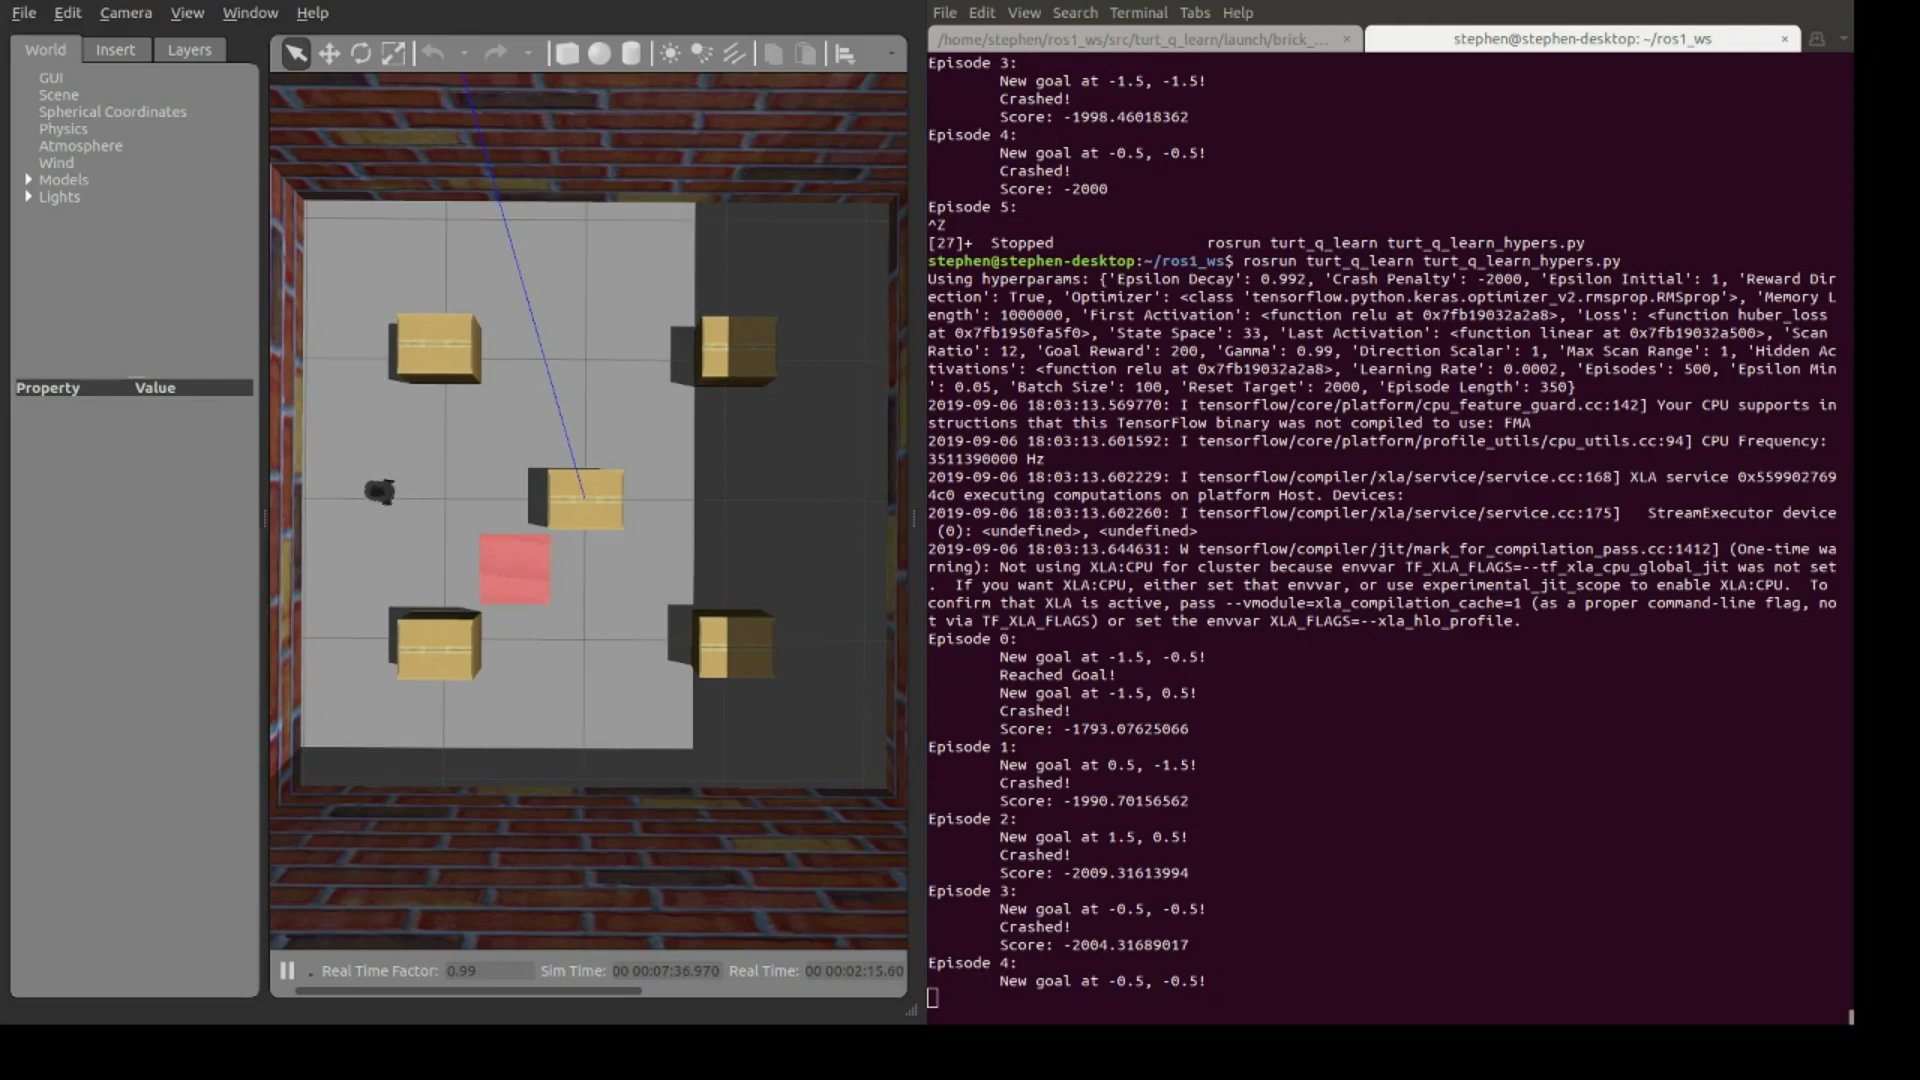 File Edit Camera View Window Help
World Insert Layers
GUI
Scene
Spherical Coordinates
Physics
Atmosphere
Wind
Models
Lights
Property Value
Real Time Factor: 0.99 Sim Time: 00 00:07:36.970 Real Time: 00 00:02:15.60
File Edit View Search Terminal Tabs Help
/home/stephen/ros1_ws/src/turt_q_learn/launch/brick_... × stephen@stephen-desktop: ~/ros1_ws ×
Episode 3:
New goal at -1.5, -1.5!
Crashed!
Score: -1998.46018362
Episode 4:
New goal at -0.5, -0.5!
Crashed!
Score: -2000
Episode 5:
^Z
[27]+  Stopped                 rosrun turt_q_learn turt_q_learn_hypers.py
stephen@stephen-desktop:~/ros1_ws$ rosrun turt_q_learn turt_q_learn_hypers.py
Using hyperparams: {'Epsilon Decay': 0.992, 'Crash Penalty': -2000, 'Epsilon Initial': 1, 'Reward Dir
ection': True, 'Optimizer': <class 'tensorflow.python.keras.optimizer_v2.rmsprop.RMSprop'>, 'Memory L
ength': 1000000, 'First Activation': <function relu at 0x7fb19032a2a8>, 'Loss': <function huber_loss
at 0x7fb1950fa5f0>, 'State Space': 33, 'Last Activation': <function linear at 0x7fb19032a500>, 'Scan
Ratio': 12, 'Goal Reward': 200, 'Gamma': 0.99, 'Direction Scalar': 1, 'Max Scan Range': 1, 'Hidden Ac
tivations': <function relu at 0x7fb19032a2a8>, 'Learning Rate': 0.0002, 'Episodes': 500, 'Epsilon Min
': 0.05, 'Batch Size': 100, 'Reset Target': 2000, 'Episode Length': 350}
2019-09-06 18:03:13.569770: I tensorflow/core/platform/cpu_feature_guard.cc:142] Your CPU supports in
structions that this TensorFlow binary was not compiled to use: FMA
2019-09-06 18:03:13.601592: I tensorflow/core/platform/profile_utils/cpu_utils.cc:94] CPU Frequency:
3511390000 Hz
2019-09-06 18:03:13.602229: I tensorflow/compiler/xla/service/service.cc:168] XLA service 0x559902769
4c0 executing computations on platform Host. Devices:
2019-09-06 18:03:13.602260: I tensorflow/compiler/xla/service/service.cc:175]   StreamExecutor device
(0): <undefined>, <undefined>
2019-09-06 18:03:13.644631: W tensorflow/compiler/jit/mark_for_compilation_pass.cc:1412] (One-time wa
rning): Not using XLA:CPU for cluster because envvar TF_XLA_FLAGS=--tf_xla_cpu_global_jit was not set
.  If you want XLA:CPU, either set that envvar, or use experimental_jit_scope to enable XLA:CPU.  To
confirm that XLA is active, pass --vmodule=xla_compilation_cache=1 (as a proper command-line flag, no
t via TF_XLA_FLAGS) or set the envvar XLA_FLAGS=--xla_hlo_profile.
Episode 0:
New goal at -1.5, -0.5!
Reached Goal!
New goal at -1.5, 0.5!
Crashed!
Score: -1793.07625066
Episode 1:
New goal at 0.5, -1.5!
Crashed!
Score: -1990.70156562
Episode 2:
New goal at 1.5, 0.5!
Crashed!
Score: -2009.31613994
Episode 3:
New goal at -0.5, -0.5!
Crashed!
Score: -2004.31689017
Episode 4:
New goal at -0.5, -0.5!